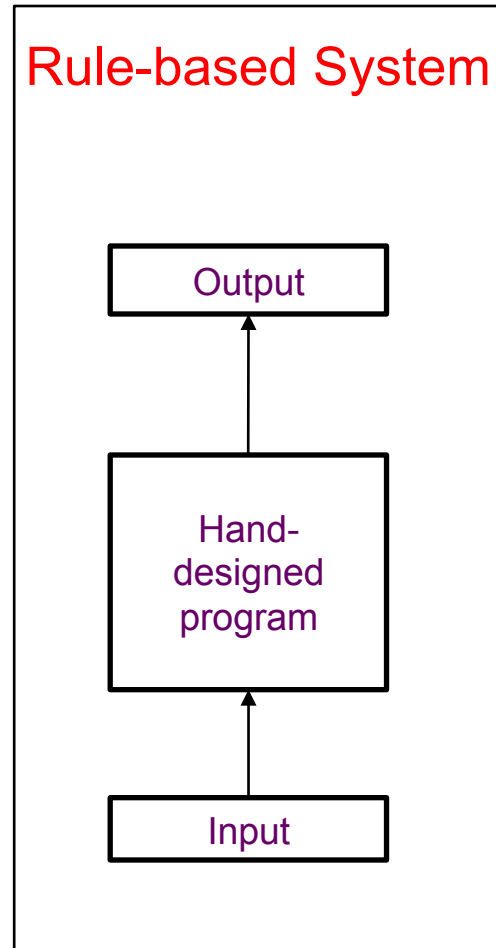 Rule-based System
Output
Hand-
designed
program
Input